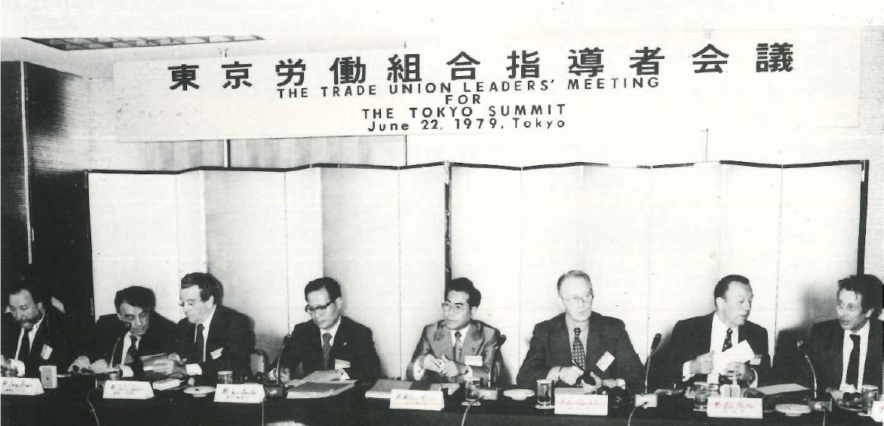 東京労働組合指導者会議
THE TRADE UNION LEADERS' MEETING
FOR
THE TOKYO SUMMIT
June 22, 1979, Tokyo